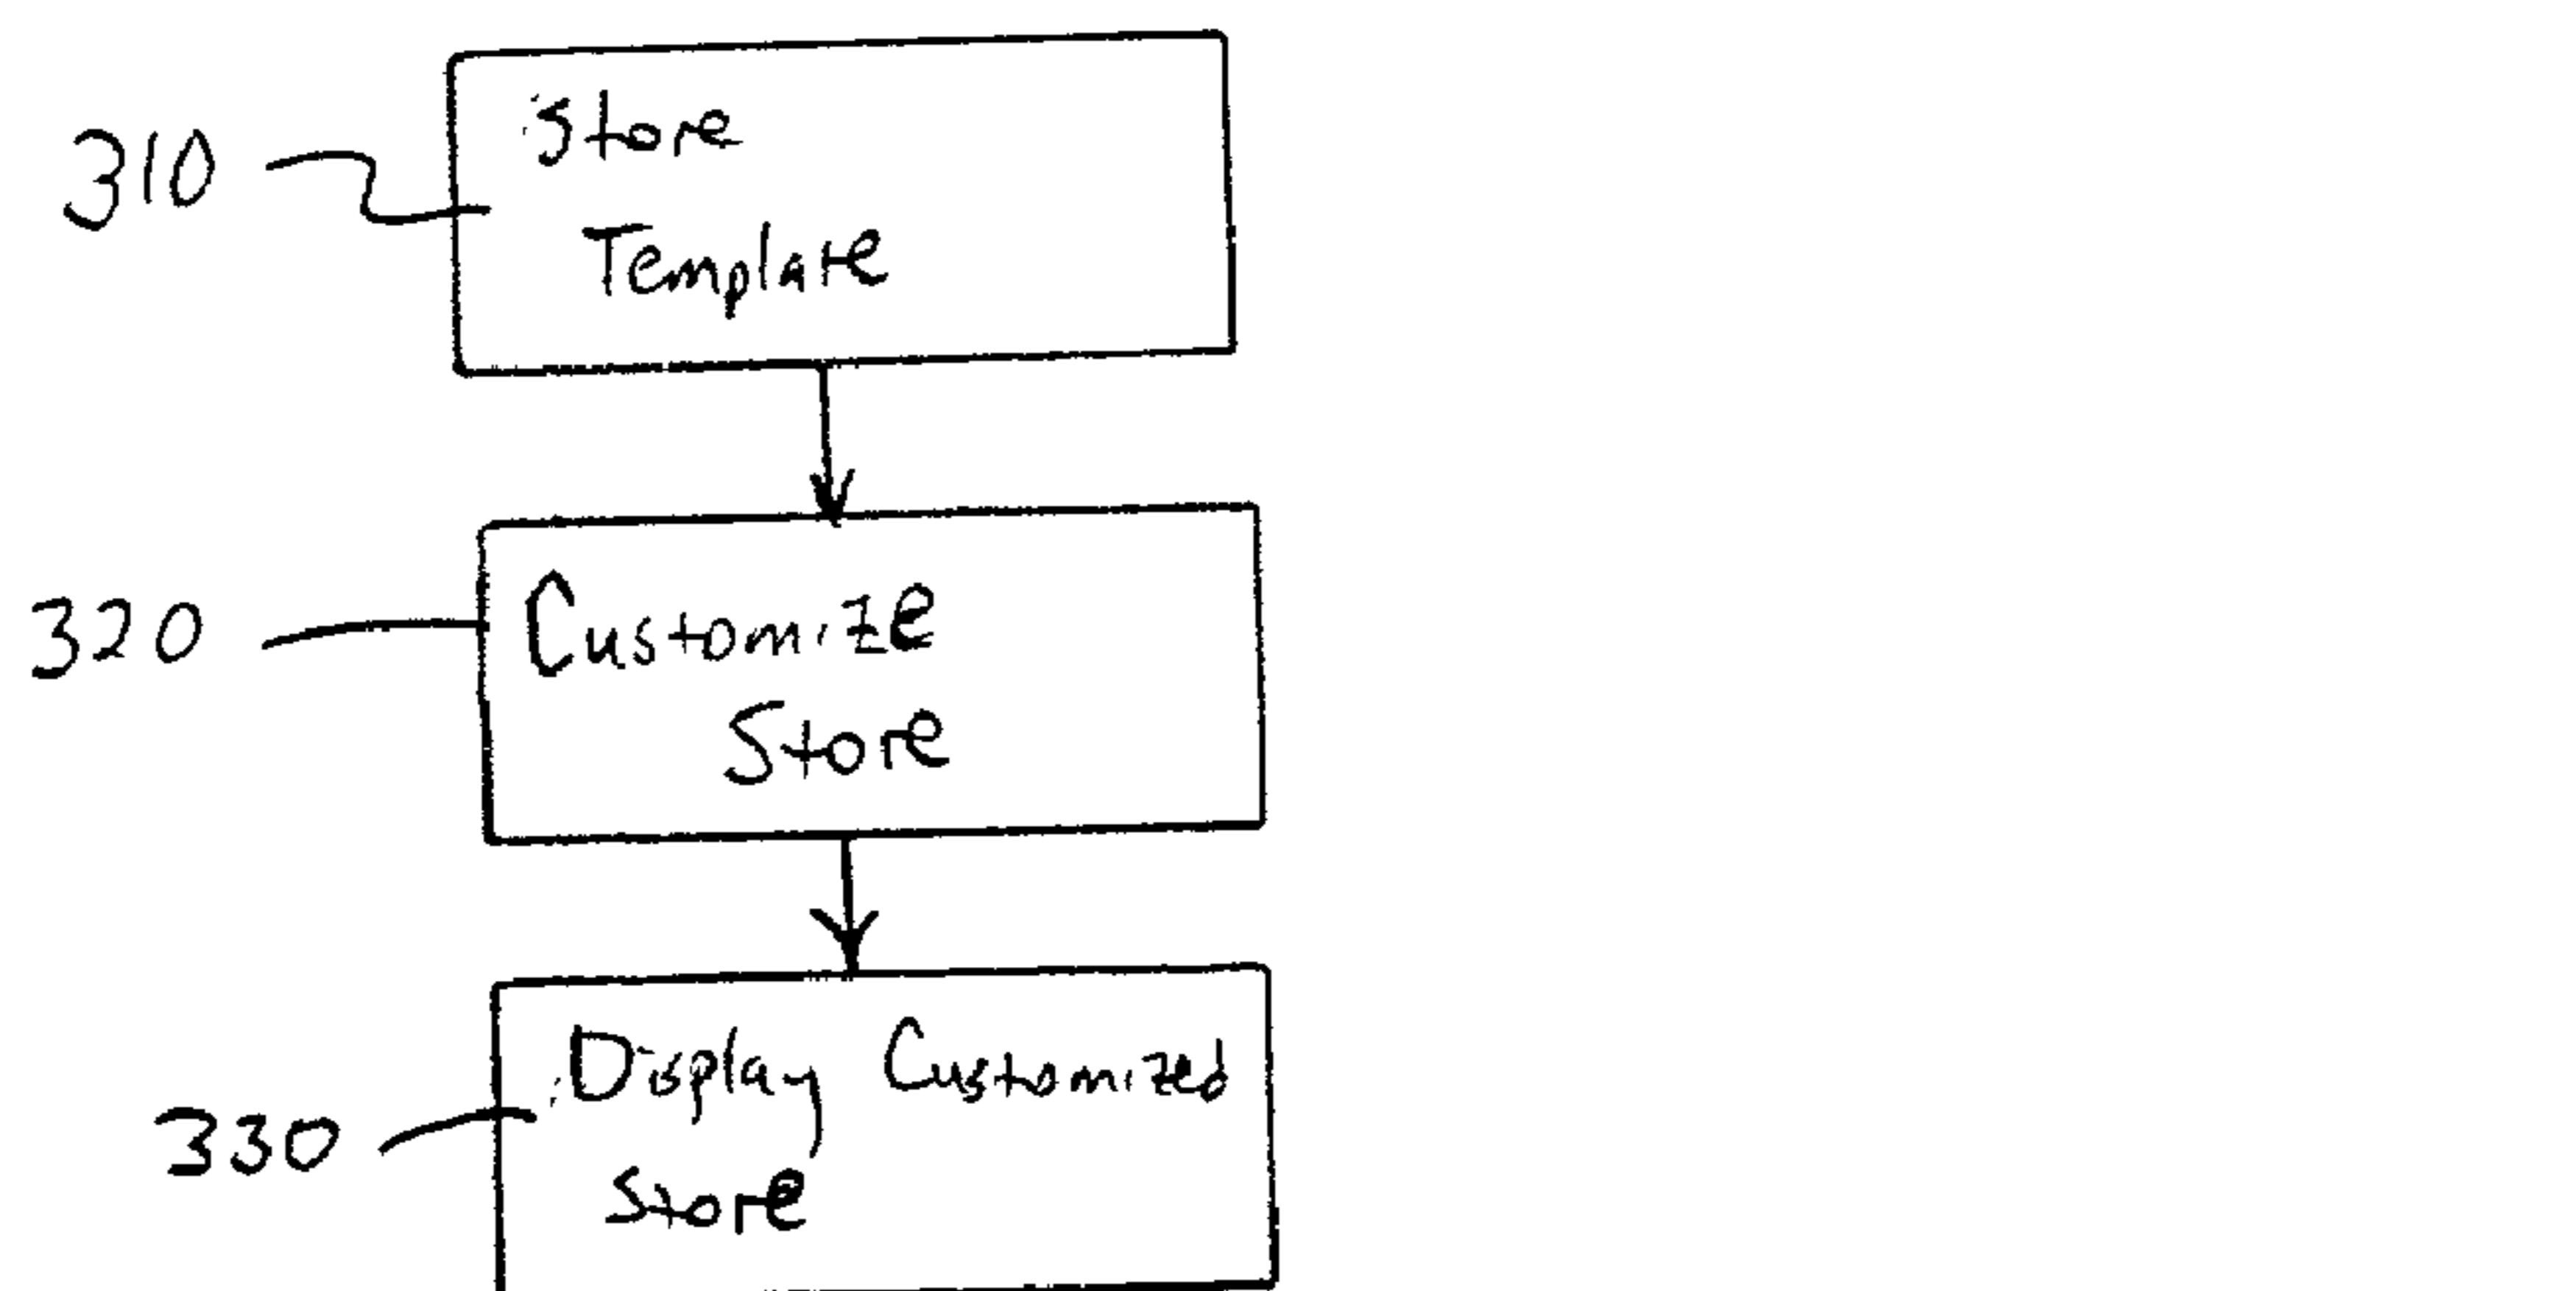 310
Store
Template
320
Customize
Store
330
Display Customized
Store